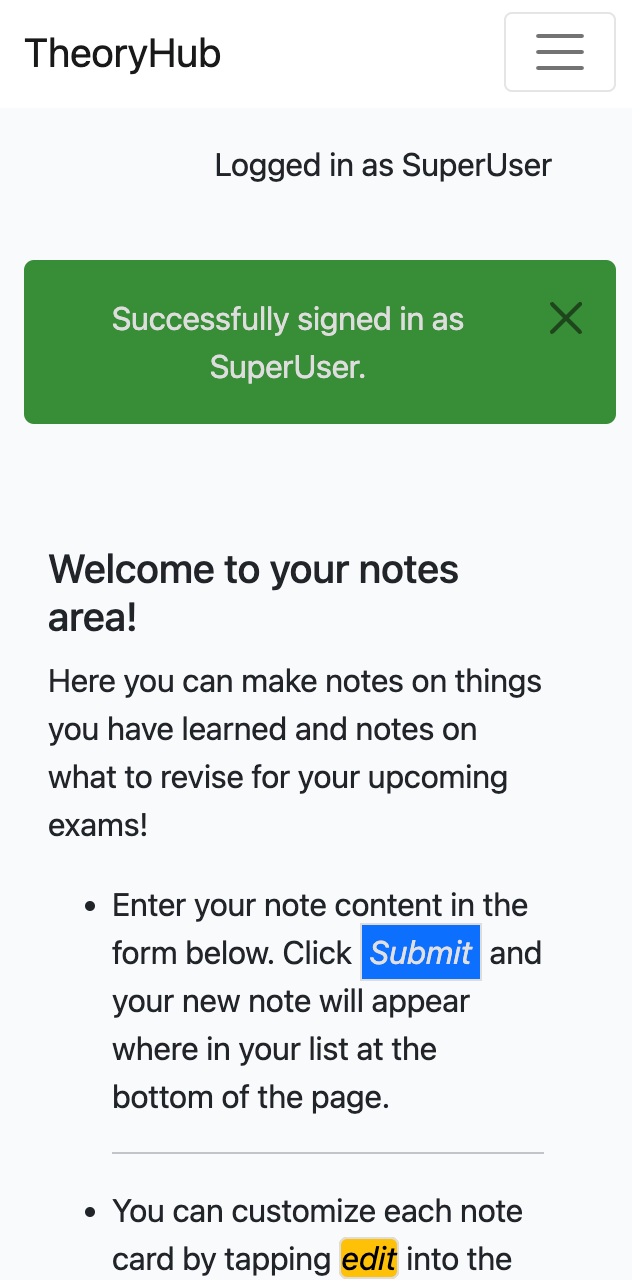 TheoryHub
Logged in as SuperUser
Successfully signed in as
SuperUser.
Welcome to your notes
area!
Here you can make notes on things
you have learned and notes on
what to revise for your upcoming
exams!
• Enter your note content in the
form below. Click Submit and
your new note will appear
where in your list at the
bottom of the page.
• You can customize each note
card by tapping edit into the